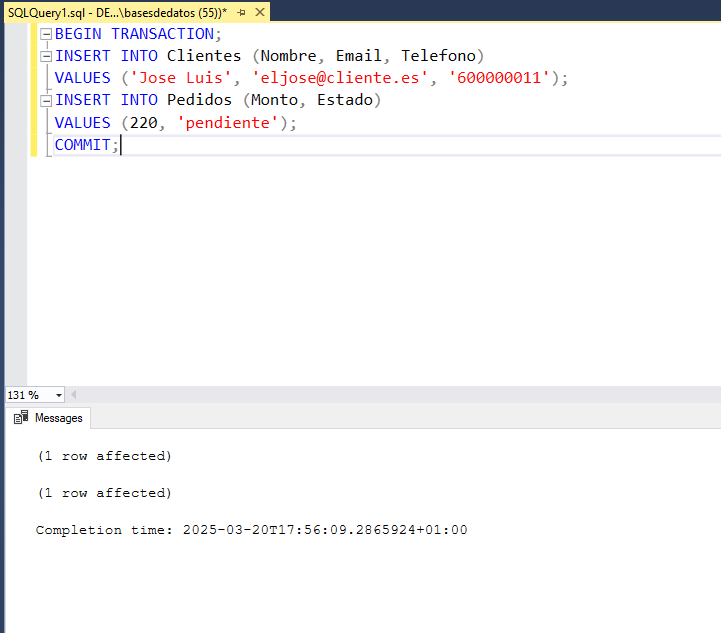 SQLQuery1.sql - DE...\basesdedatos (55))*
BEGIN TRANSACTION;
INSERT INTO Clientes (Nombre, Email, Telefono)
VALUES ('Jose Luis', 'eljose@cliente.es', '600000011');
INSERT INTO Pedidos (Monto, Estado)
VALUES (220, 'pendiente');
COMMIT;
131 %
Messages
(1 row affected)
(1 row affected)
Completion time: 2025-03-20T17:56:09.2865924+01:00